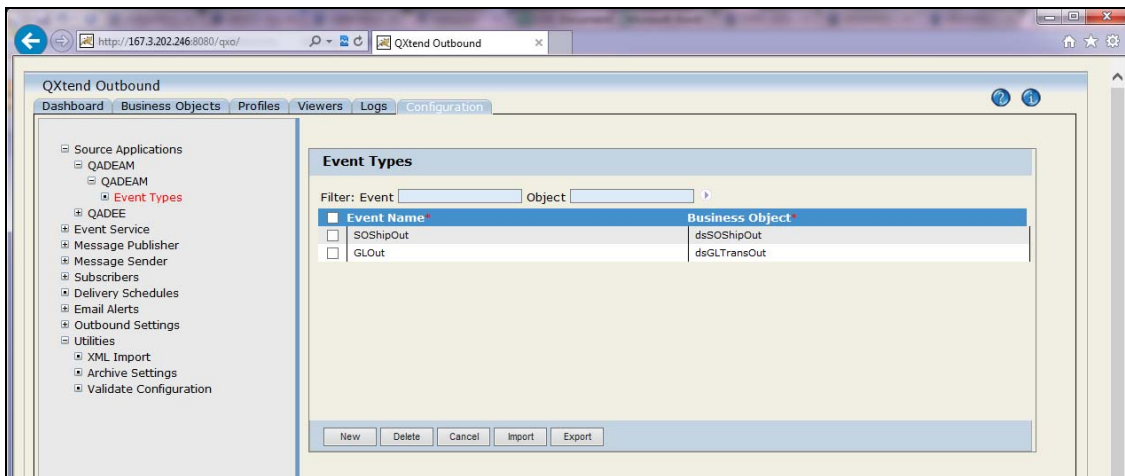 http://167.3.202.246:8080/qxo/
QXtend Outbound
QXtend Outbound
Dashboard Business Objects Profiles Viewers Logs Configuration
Source Applications
QADEAM
QADEAM
Event Types
QADEE
Event Service
Message Publisher
Message Sender
Subscribers
Delivery Schedules
Email Alerts
Outbound Settings
Utilities
XML Import
Archive Settings
Validate Configuration
Event Types
Filter: Event Object
Event Name* Business Object*
SOShipOut dsSOShipOut
GLOut dsGLTransOut
New Delete Cancel Import Export